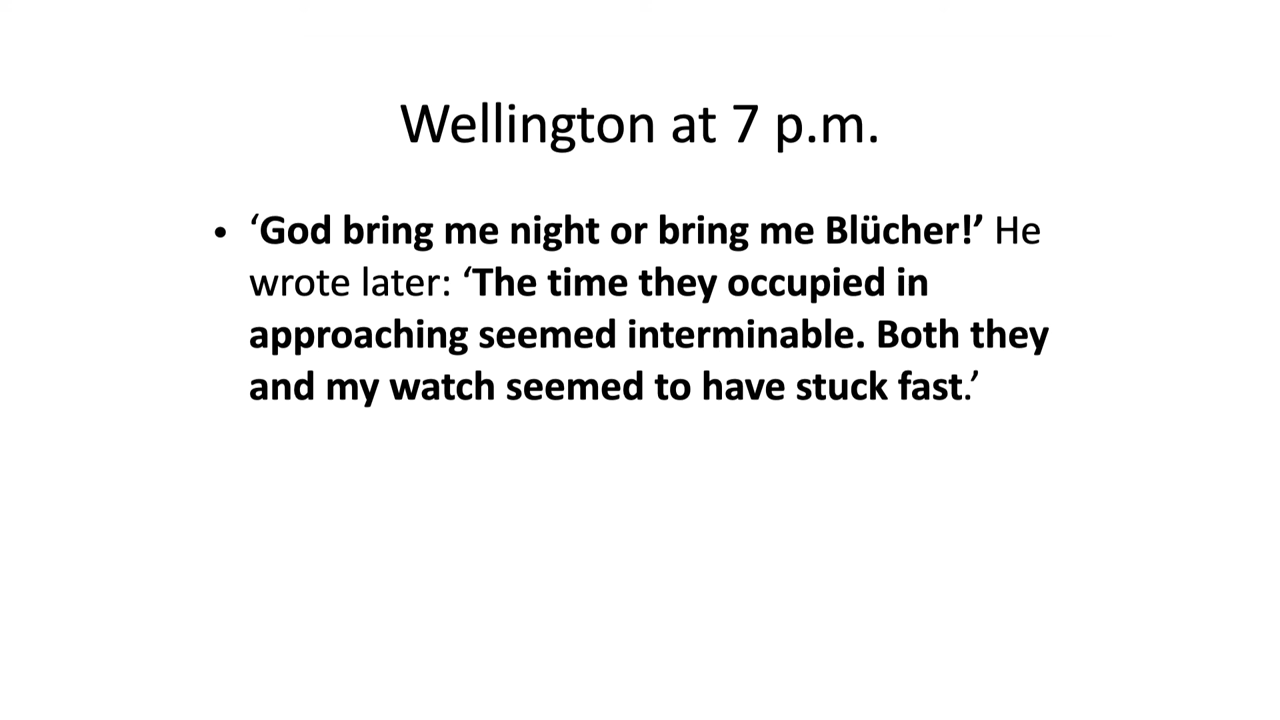 Wellington at 7 p.m.
• ‘God bring me night or bring me Blücher!’ He
wrote later: ‘The time they occupied in
approaching seemed interminable. Both they
and my watch seemed to have stuck fast.’